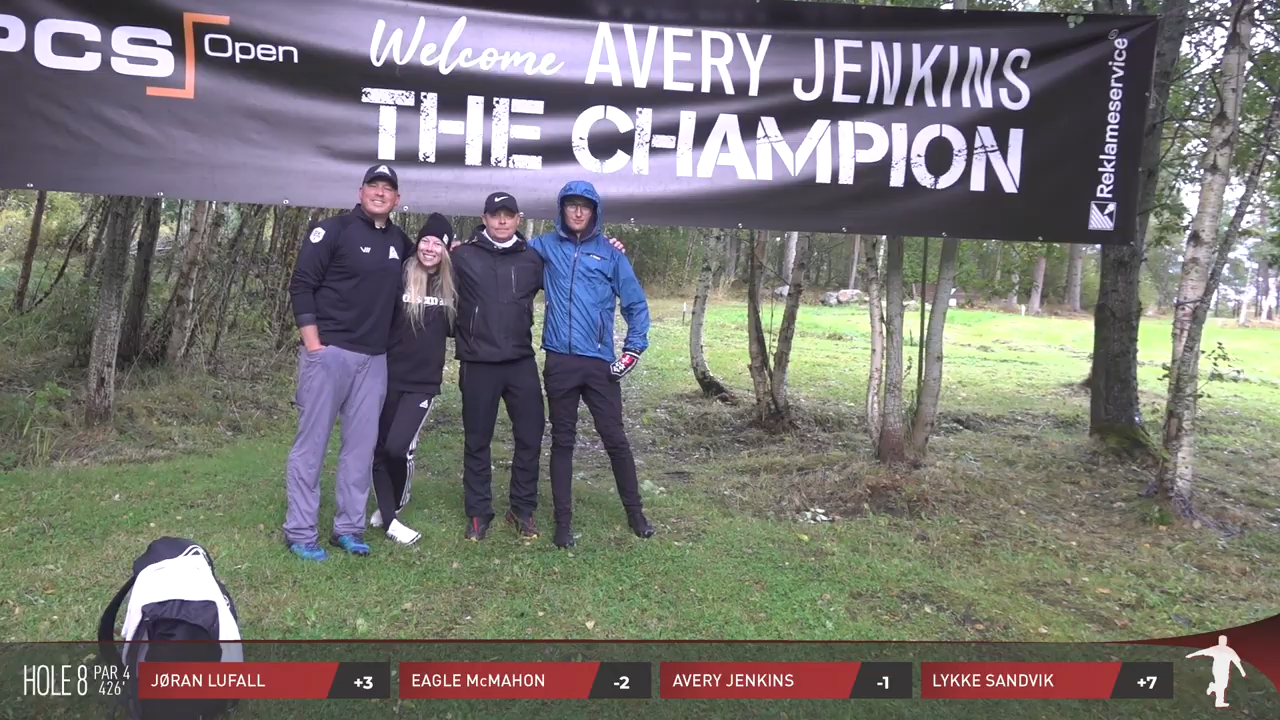 PCS Open
Welcome AVERY JENKINS
THE CHAMPION
Reklameservice
HOLE 8 PAR 4 426'
JØRAN LUFALL +3
EAGLE McMAHON -2
AVERY JENKINS -1
LYKKE SANDVIK +7